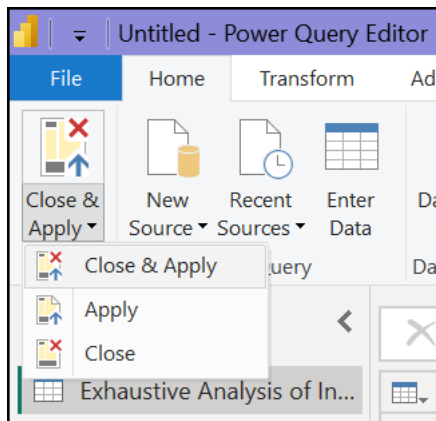 Untitled - Power Query Editor
File Home Transform
Close & Apply
New Source
Recent Sources
Enter Data
Close & Apply
Apply
Close
Exhaustive Analysis of In...